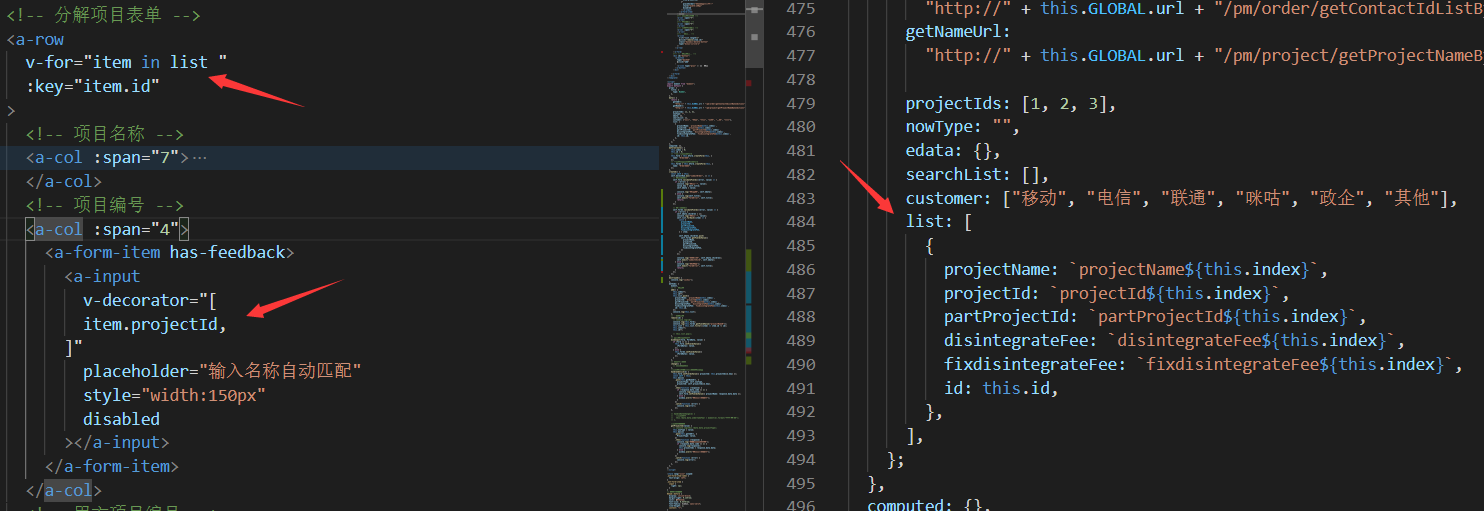 <!-- 分解项目表单 -->
<a-row
v-for="item in list "
:key="item.id"
>
<!-- 项目名称 -->
<a-col :span="7">…
</a-col>
<!-- 项目编号 -->
<a-col :span="4">
<a-form-item has-feedback>
<a-input
v-decorator="[
item.projectId,
]"
placeholder="输入名称自动匹配"
style="width:150px"
disabled
></a-input>
</a-form-item>
</a-col>
475 "http://" + this.GLOBAL.url + "/pm/order/getContactIdListB
476 getNameUrl:
477 "http://" + this.GLOBAL.url + "/pm/project/getProjectNameB
478
479 projectIds: [1, 2, 3],
480 nowType: "",
481 edata: {},
482 searchList: [],
483 customer: ["移动", "电信", "联通", "咪咕", "政企", "其他"],
484 list: [
485 {
486 projectName: `projectName${this.index}`,
487 projectId: `projectId${this.index}`,
488 partProjectId: `partProjectId${this.index}`,
489 disintegrateFee: `disintegrateFee${this.index}`,
490 fixdisintegrateFee: `fixdisintegrateFee${this.index}`,
491 id: this.id,
492 },
493 ],
494 };
495 },
496 computed: {},